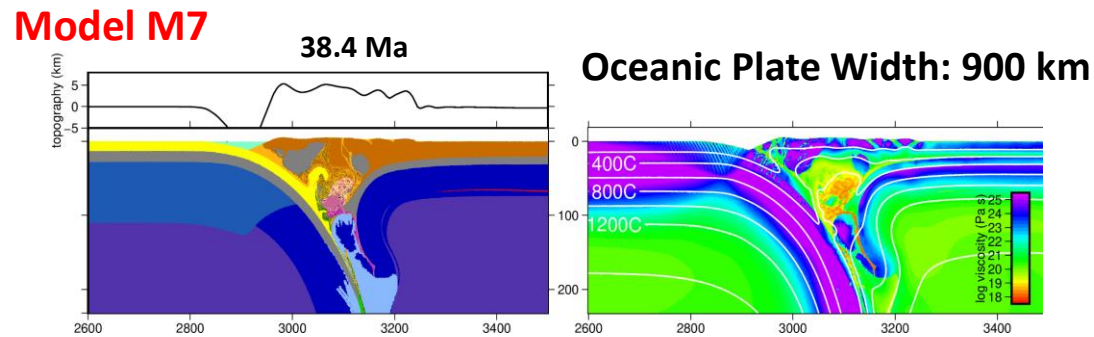 Model M7
38.4 Ma
Oceanic Plate Width: 900 km
topography (km)
5
0
−5
0
100
200
400C
800C
1200C
log viscosity (Pa s)
25
24
23
22
21
20
19
18
2600 2800 3000 3200 3400
2600 2800 3000 3200 3400